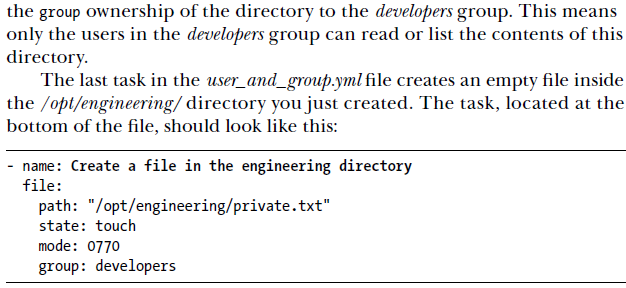 the group ownership of the directory to the developers group. This means
only the users in the developers group can read or list the contents of this
directory.
The last task in the user_and_group.yml file creates an empty file inside
the /opt/engineering/ directory you just created. The task, located at the
bottom of the file, should look like this:
- name: Create a file in the engineering directory
  file:
    path: "/opt/engineering/private.txt"
    state: touch
    mode: 0770
    group: developers